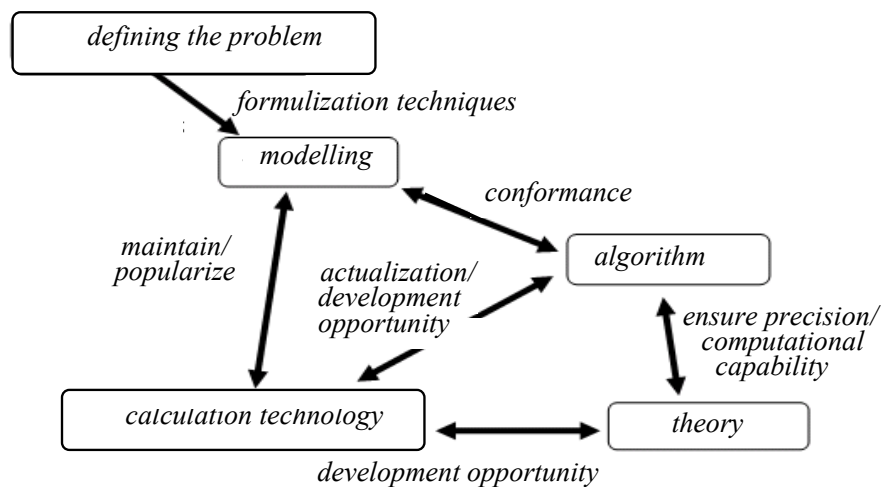 defining the problem
formulization techniques
modelling
conformance
maintain/
popularize
actualization/
development
opportunity
algorithm
ensure precision/
computational
capability
calculation technology
theory
development opportunity